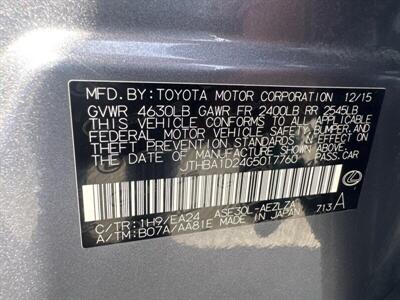 MFD. BY: TOYOTA MOTOR CORPORATION 12/15
GVWR 4630LB GAWR FR 2400LB RR 2545LB
THIS VEHICLE CONFORMS TO ALL APPLICABLE
FEDERAL MOTOR VEHICLE SAFETY, BUMPER, AND
THEFT PREVENTION STANDARDS IN EFFECT ON
THE DATE OF MANUFACTURE SHOWN ABOVE.
JTHBA1D24G5017760 PASS.CAR
C/TR: 1H9/EA24 ASE30L-AEZLZA
A/TM: B07A/AA81E MADE IN JAPAN 713A